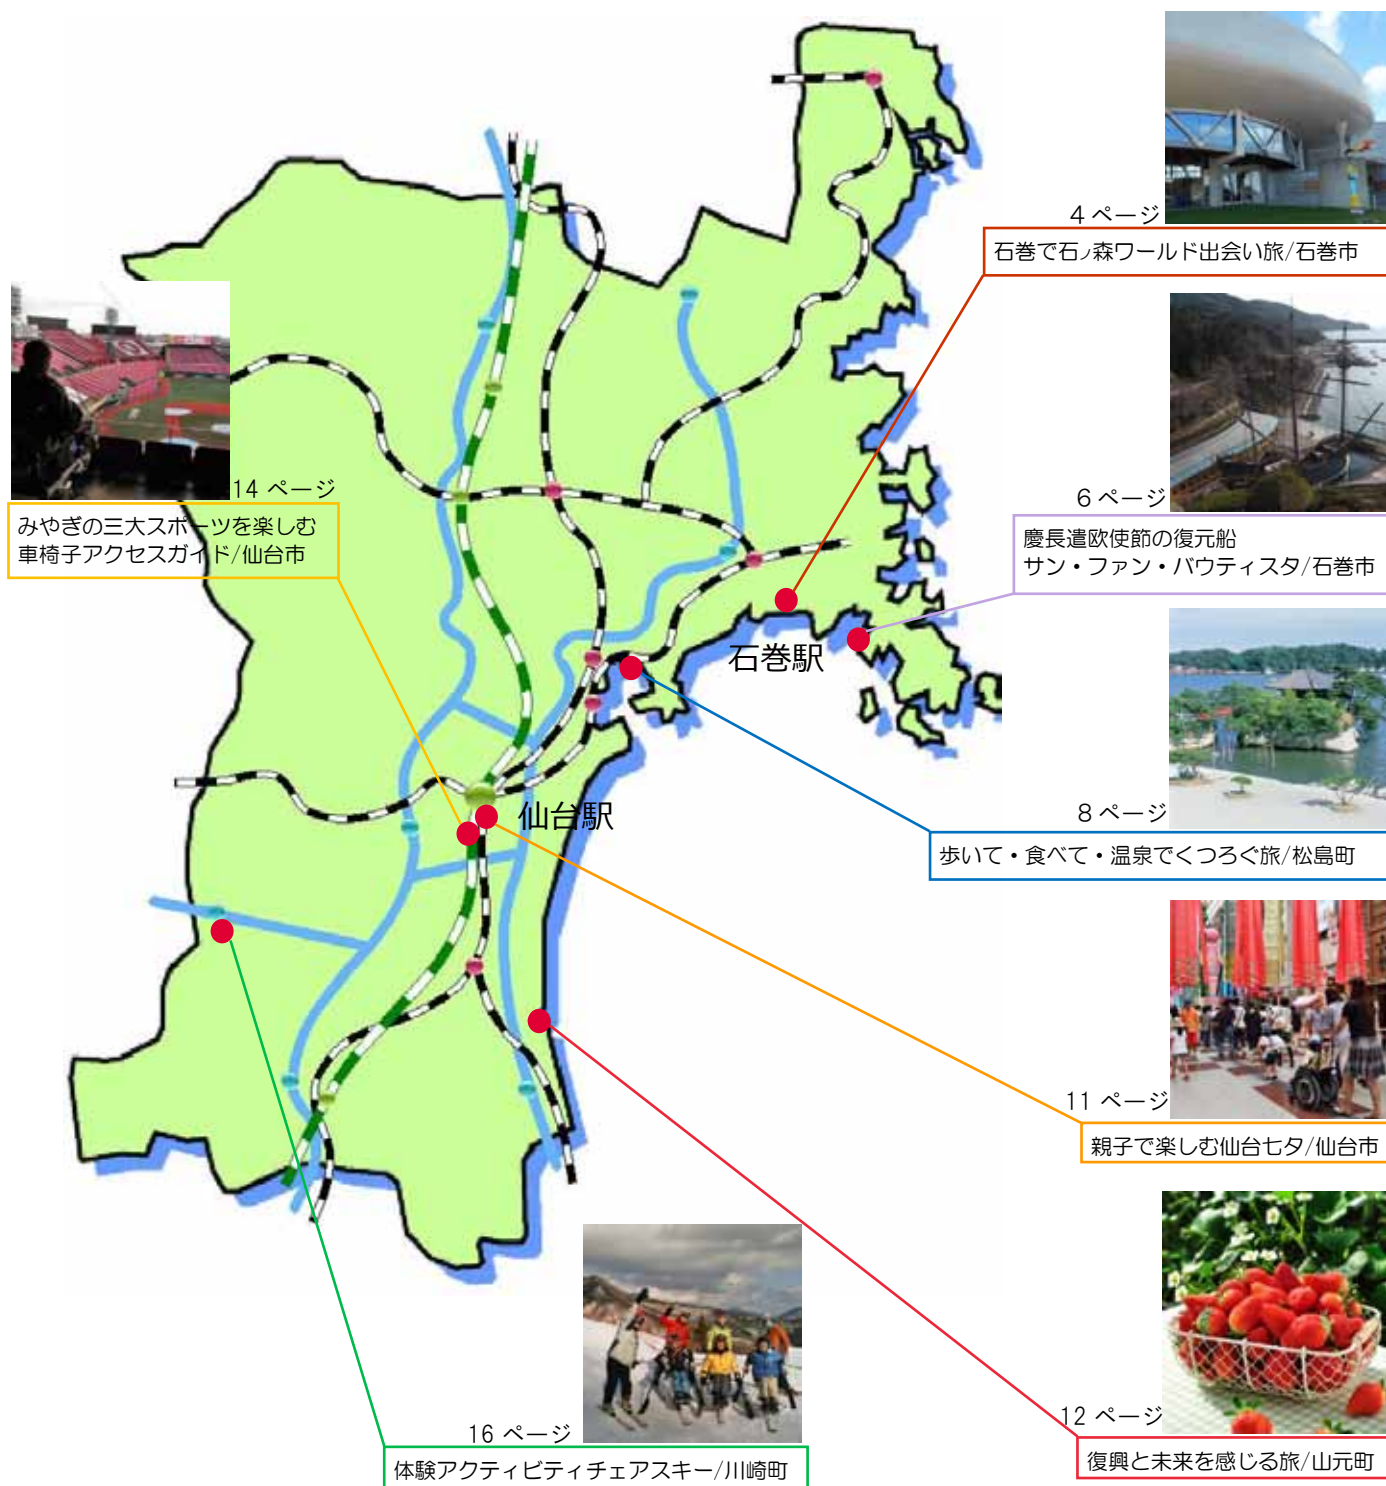 4 ページ
石巻で石ノ森ワールド出会い旅/石巻市
6 ページ
慶長遣欧使節の復元船
サン・ファン・バウティスタ/石巻市
14 ページ
みやぎの三大スポーツを楽しむ
車椅子アクセスガイド/仙台市
石巻駅
仙台駅
8 ページ
歩いて・食べて・温泉でくつろぐ旅/松島町
11 ページ
親子で楽しむ仙台七夕/仙台市
12 ページ
復興と未来を感じる旅/山元町
16 ページ
体験アクティビティチェアスキー/川崎町